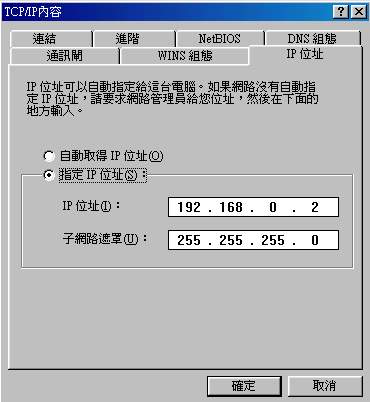 TCP/IP內容
連結 進階 NetBIOS DNS 組態
通訊閘 WINS 組態 IP 位址
IP 位址可以自動指定給這台電腦。如果網路沒有自動指
定 IP 位址，請要求網路管理員給您位址，然後在下面的
地方輸入。
自動取得 IP 位址(O)
指定 IP 位址(S)：
IP 位址(I)： 192 . 168 . 0 . 2
子網路遮罩(U)： 255 . 255 . 255 . 0
確定 取消